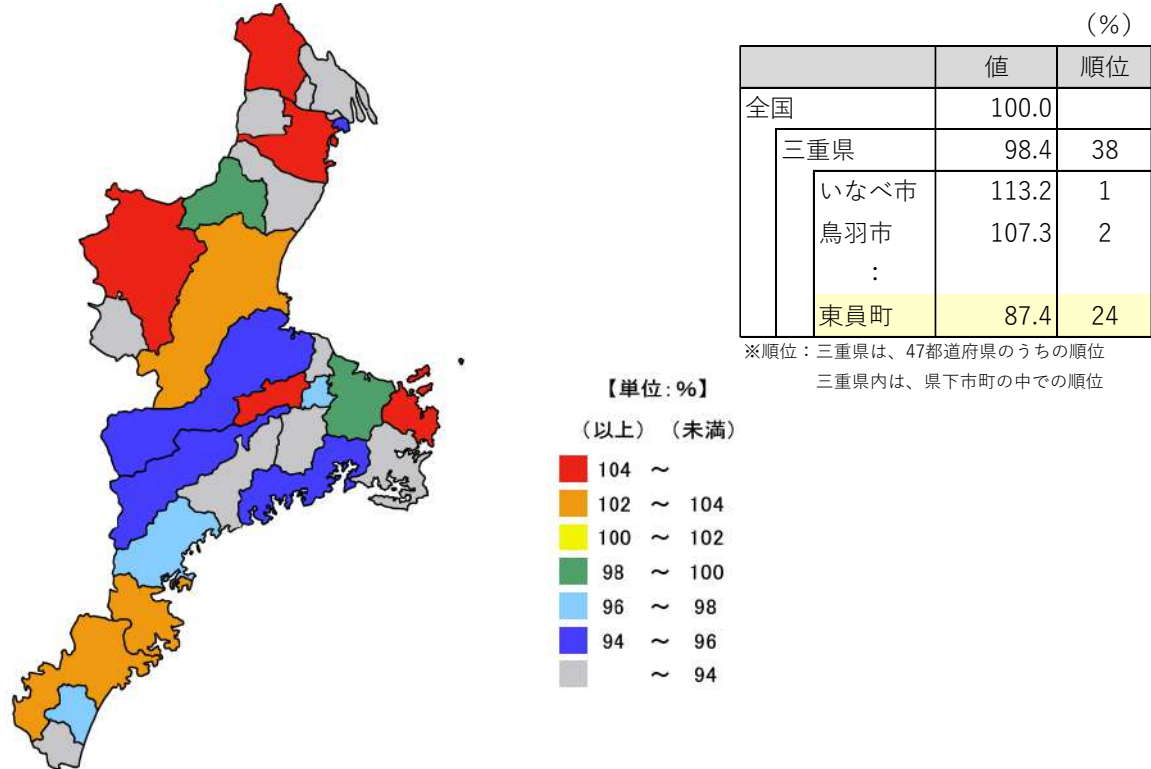 (%)
値 順位
全国 100.0
三重県 98.4 38
いなべ市 113.2 1
鳥羽市 107.3 2
:
東員町 87.4 24
※順位：三重県は、47都道府県のうちの順位
三重県内は、県下市町の中での順位
【単位:%】
（以上）（未満）
104 ～
102 ～ 104
100 ～ 102
98 ～ 100
96 ～ 98
94 ～ 96
～ 94